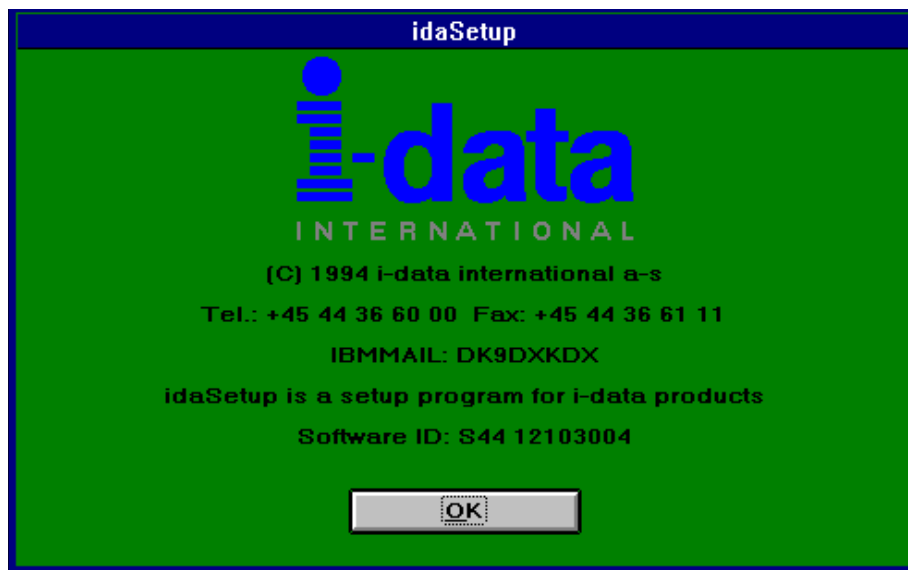 idaSetup
i-data
INTERNATIONAL
(C) 1994 i-data international a-s
Tel.: +45 44 36 60 00  Fax: +45 44 36 61 11
IBMMAIL: DK9DXKDX
idaSetup is a setup program for i-data products
Software ID: S44 12103004
OK